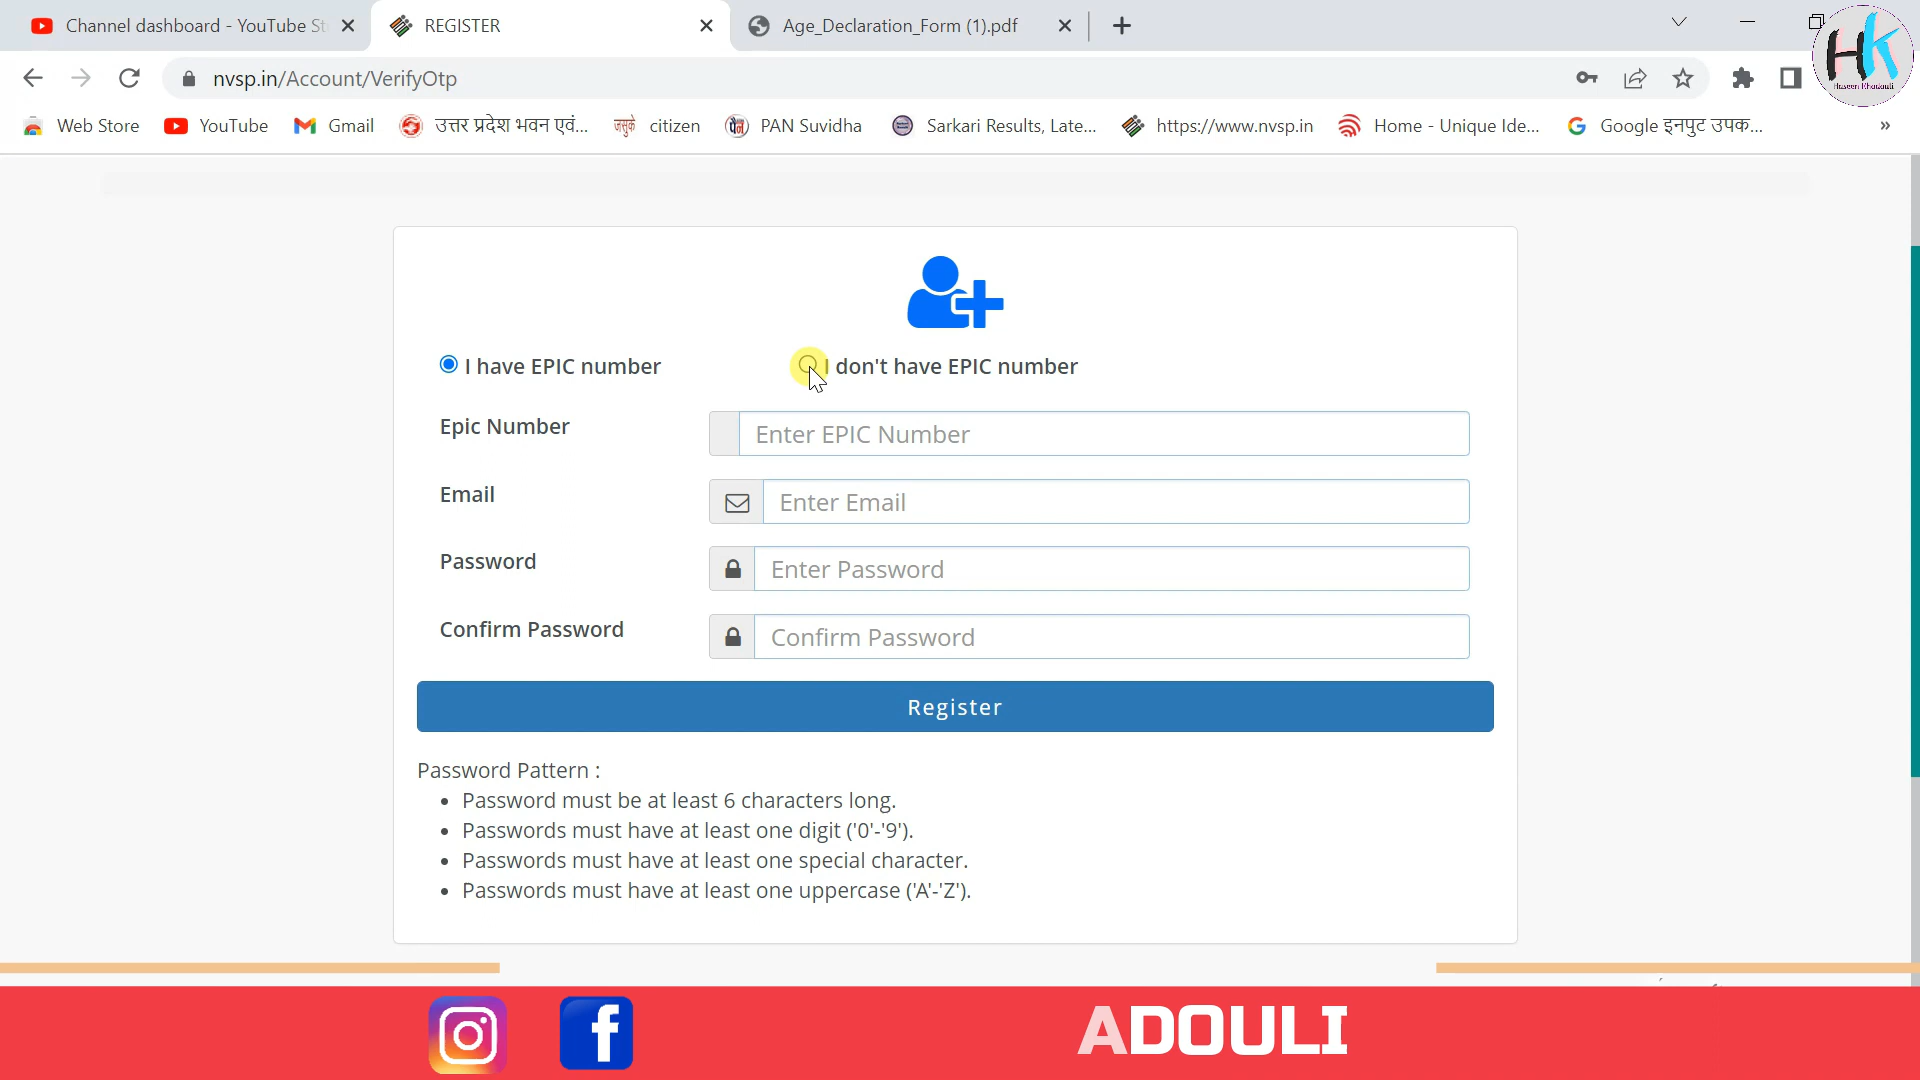 Channel dashboard - YouTube St
REGISTER
Age_Declaration_Form (1).pdf
nvsp.in/Account/VerifyOtp
HK
Haseen Khadauli
Web Store
YouTube
Gmail
उत्तर प्रदेश भवन एवं...
citizen
PAN Suvidha
Sarkari Results, Late...
https://www.nvsp.in
Home - Unique Ide...
Google इनपुट उपक...
I have EPIC number
I don't have EPIC number
Epic Number
Enter EPIC Number
Email
Enter Email
Password
Enter Password
Confirm Password
Confirm Password
Register
Password Pattern :
Password must be at least 6 characters long.
Passwords must have at least one digit ('0'-'9').
Passwords must have at least one special character.
Passwords must have at least one uppercase ('A'-'Z').
ADOULI